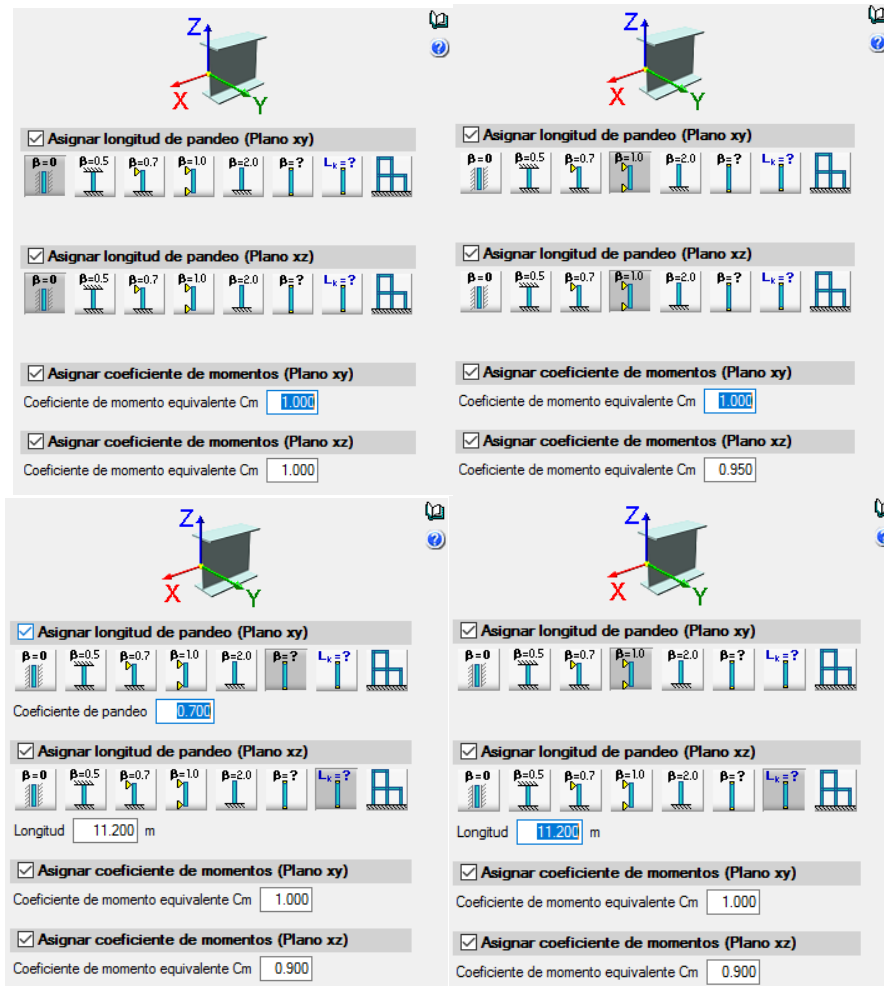 Z
X
Y
Asignar longitud de pandeo (Plano xy)
β=0 β=0.5 β=0.7 β=1.0 β=2.0 β=? Lk=?
Asignar longitud de pandeo (Plano xz)
β=0 β=0.5 β=0.7 β=1.0 β=2.0 β=? Lk=?
Asignar coeficiente de momentos (Plano xy)
Coeficiente de momento equivalente Cm 1.000
Asignar coeficiente de momentos (Plano xz)
Coeficiente de momento equivalente Cm 1.000
Z
X
Y
Asignar longitud de pandeo (Plano xy)
β=0 β=0.5 β=0.7 β=1.0 β=2.0 β=? Lk=?
Asignar longitud de pandeo (Plano xz)
β=0 β=0.5 β=0.7 β=1.0 β=2.0 β=? Lk=?
Asignar coeficiente de momentos (Plano xy)
Coeficiente de momento equivalente Cm 1.000
Asignar coeficiente de momentos (Plano xz)
Coeficiente de momento equivalente Cm 0.950
Z
X
Y
Asignar longitud de pandeo (Plano xy)
β=0 β=0.5 β=0.7 β=1.0 β=2.0 β=? Lk=?
Coeficiente de pandeo 0.700
Asignar longitud de pandeo (Plano xz)
β=0 β=0.5 β=0.7 β=1.0 β=2.0 β=? Lk=?
Longitud 11.200 m
Asignar coeficiente de momentos (Plano xy)
Coeficiente de momento equivalente Cm 1.000
Asignar coeficiente de momentos (Plano xz)
Coeficiente de momento equivalente Cm 0.900
Z
X
Y
Asignar longitud de pandeo (Plano xy)
β=0 β=0.5 β=0.7 β=1.0 β=2.0 β=? Lk=?
Asignar longitud de pandeo (Plano xz)
β=0 β=0.5 β=0.7 β=1.0 β=2.0 β=? Lk=?
Longitud 11.200 m
Asignar coeficiente de momentos (Plano xy)
Coeficiente de momento equivalente Cm 1.000
Asignar coeficiente de momentos (Plano xz)
Coeficiente de momento equivalente Cm 0.900